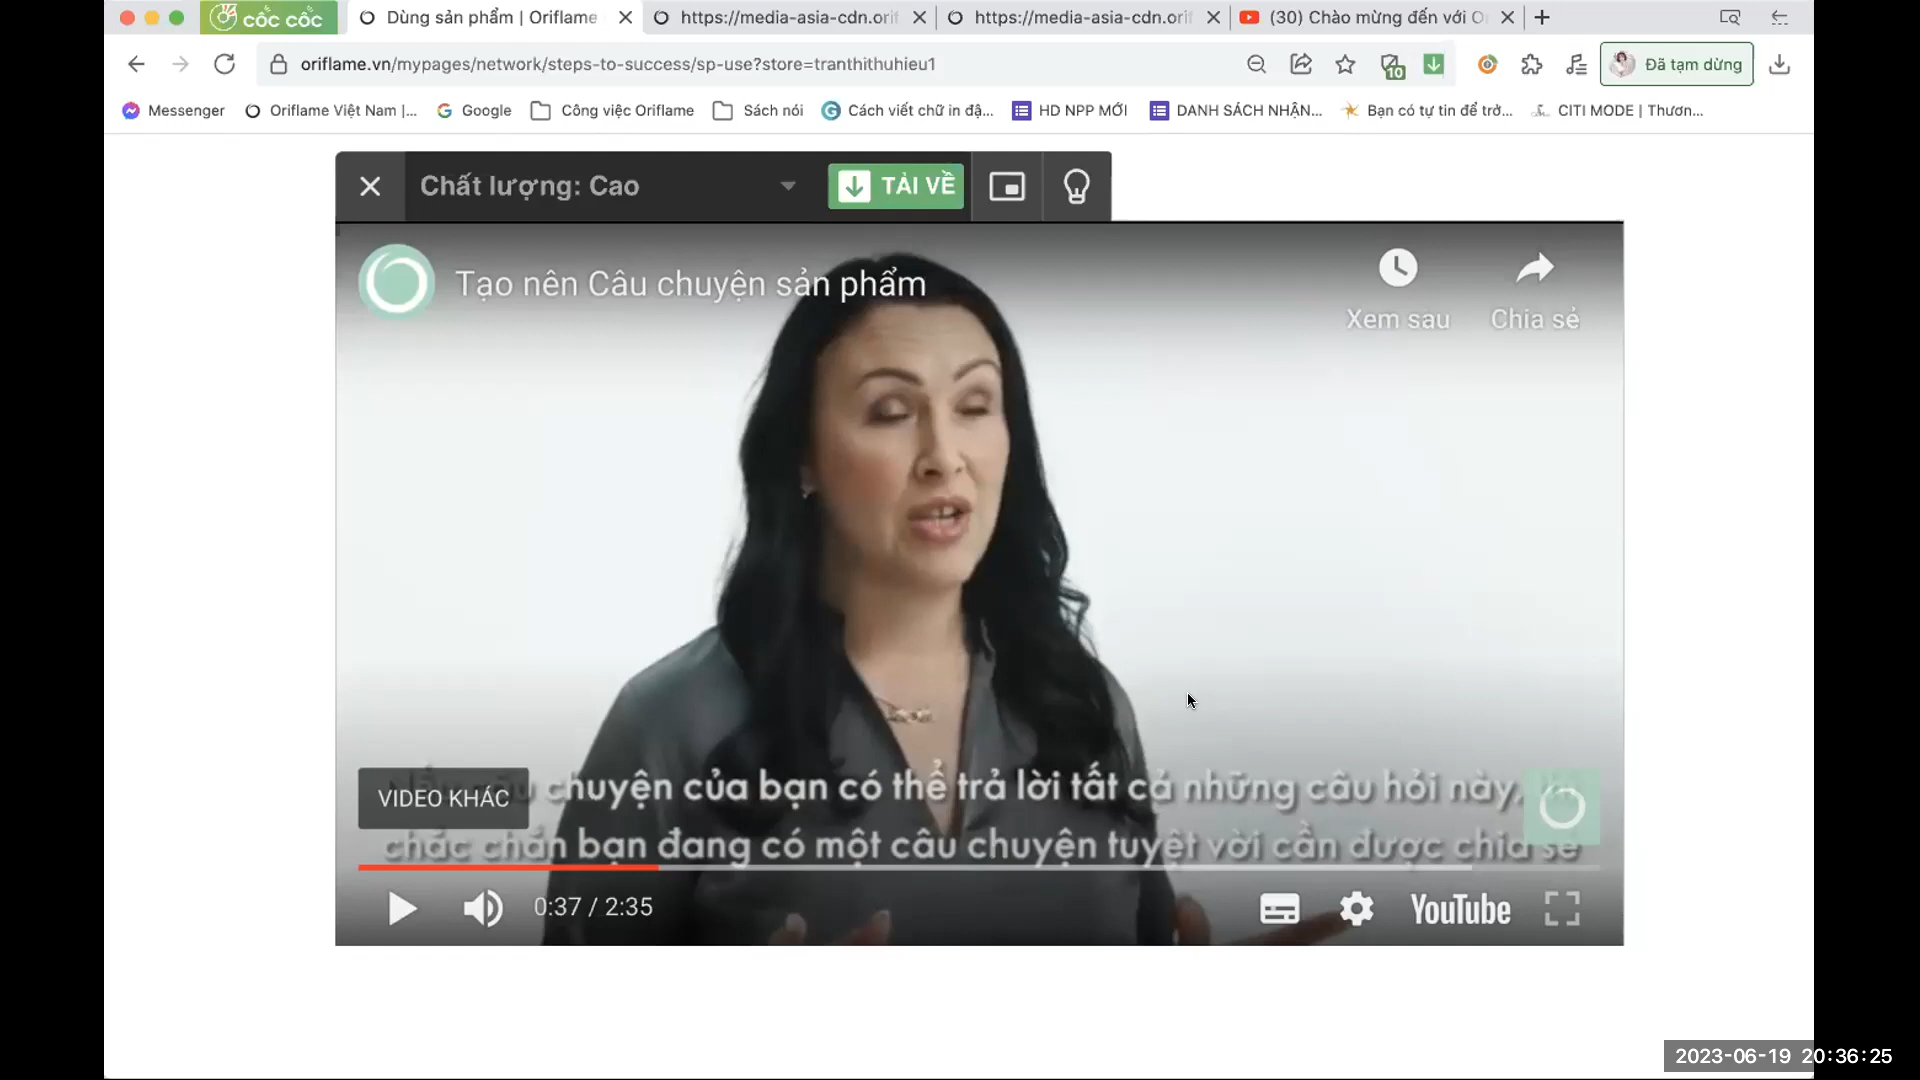 cốc cốc
Dùng sản phẩm | Oriflame
https://media-asia-cdn.orif
https://media-asia-cdn.orif
(30) Chào mừng đến với O
oriflame.vn/mypages/network/steps-to-success/sp-use?store=tranthithuhieu1
10
Đã tạm dừng
Messenger
Oriflame Việt Nam |...
Google
Công việc Oriflame
Sách nói
Cách viết chữ in đậ...
HD NPP MỚI
DANH SÁCH NHẬN...
Bạn có tự tin để trở...
CITI MODE | Thươn...
Chất lượng: Cao
TẢI VỀ
Tạo nên Câu chuyện sản phẩm
Xem sau
Chia sẻ
VIDEO KHÁC
chuyện của bạn có thể trả lời tất cả những câu hỏi này,
chắc chắn bạn đang có một câu chuyện tuyệt vời cần được chia sẻ
0:37 / 2:35
YouTube
2023-06-19 20:36:25